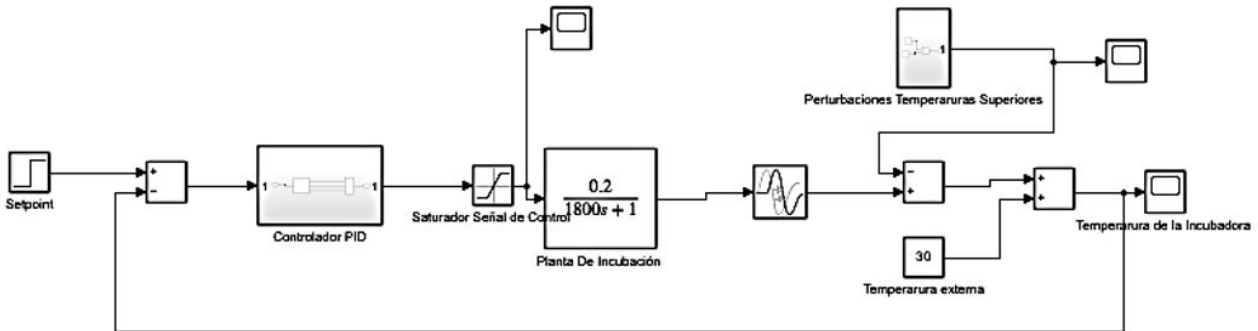 1
Perturbaciones Temperaruras Superiores
+
−
Setpoint
1
1
Controlador PID
Saturador Señal de Control
0.2
1800s + 1
Planta De Incubación
−
+
+
+
Temperarura de la Incubadora
30
Temperarura externa